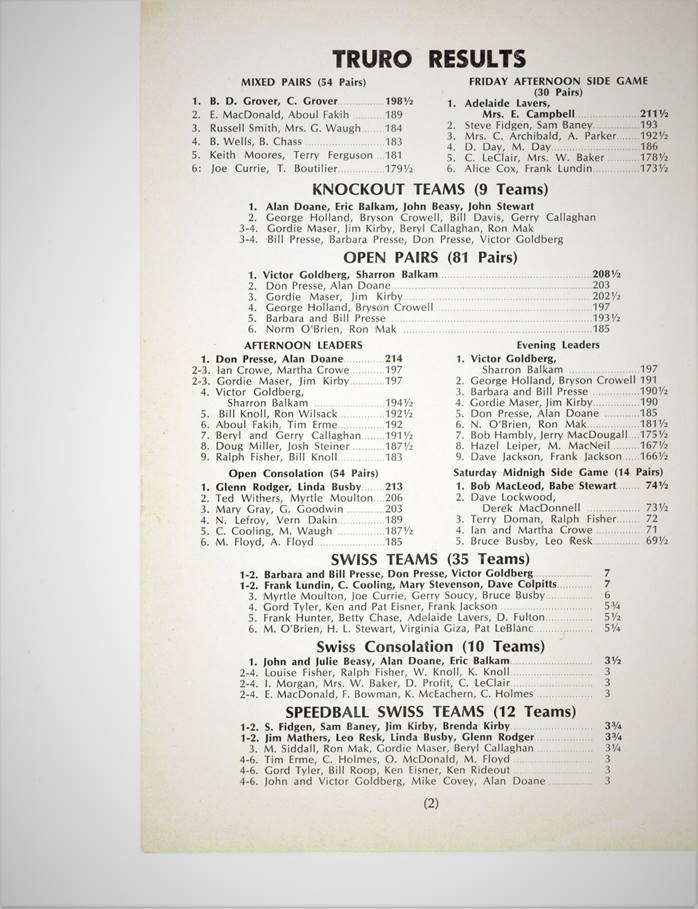 TRURO RESULTS
MIXED PAIRS (54 Pairs)
1. B. D. Grover, C. Grover 198½
2. E. MacDonald, Aboul Fakih 189
3. Russell Smith, Mrs. G. Waugh 184
4. B. Wells, B. Chass 183
5. Keith Moores, Terry Ferguson 181
6: Joe Currie, T. Boutilier 179½
FRIDAY AFTERNOON SIDE GAME
(30 Pairs)
1. Adelaide Lavers,
Mrs. E. Campbell 211½
2. Steve Fidgen, Sam Baney 193
3. Mrs. C. Archibald, A. Parker 192½
4. D. Day, M. Day 186
5. C. LeClair, Mrs. W. Baker 178½
6. Alice Cox, Frank Lundin 173½
KNOCKOUT TEAMS (9 Teams)
1. Alan Doane, Eric Balkam, John Beasy, John Stewart
2. George Holland, Bryson Crowell, Bill Davis, Gerry Callaghan
3-4. Gordie Maser, Jim Kirby, Beryl Callaghan, Ron Mak
3-4. Bill Presse, Barbara Presse, Don Presse, Victor Goldberg
OPEN PAIRS (81 Pairs)
1. Victor Goldberg, Sharron Balkam 208½
2. Don Presse, Alan Doane 203
3. Gordie Maser, Jim Kirby 202½
4. George Holland, Bryson Crowell 197
5. Barbara and Bill Presse 193½
6. Norm O'Brien, Ron Mak 185
AFTERNOON LEADERS
1. Don Presse, Alan Doane 214
2-3. Ian Crowe, Martha Crowe 197
2-3. Gordie Maser, Jim Kirby 197
4. Victor Goldberg,
Sharron Balkam 194½
5. Bill Knoll, Ron Wilsack 192½
6. Aboul Fakih, Tim Erme 192
7. Beryl and Gerry Callaghan 191½
8. Doug Miller, Josh Steiner 187½
9. Ralph Fisher, Bill Knoll 183
Evening Leaders
1. Victor Goldberg,
Sharron Balkam 197
2. George Holland, Bryson Crowell 191
3. Barbara and Bill Presse 190½
4. Gordie Maser, Jim Kirby 190
5. Don Presse, Alan Doane 185
6. N. O'Brien, Ron Mak 181½
7. Bob Hambly, Jerry MacDougall 175½
8. Hazel Leiper, M. MacNeil 167½
9. Dave Jackson, Frank Jackson 166½
Open Consolation (54 Pairs)
1. Glenn Rodger, Linda Busby 213
2. Ted Withers, Myrtle Moulton 206
3. Mary Gray, G. Goodwin 203
4. N. Lefroy, Vern Dakin 189
5. C. Cooling, M. Waugh 187½
6. M. Floyd, A. Floyd 185
Saturday Midnigh Side Game (14 Pairs)
1. Bob MacLeod, Babe Stewart 74½
2. Dave Lockwood,
Derek MacDonnell 73½
3. Terry Doman, Ralph Fisher 72
4. Ian and Martha Crowe 71
5. Bruce Busby, Leo Resk 69½
SWISS TEAMS (35 Teams)
1-2. Barbara and Bill Presse, Don Presse, Victor Goldberg 7
1-2. Frank Lundin, C. Cooling, Mary Stevenson, Dave Colpitts 7
3. Myrtle Moulton, Joe Currie, Gerry Soucy, Bruce Busby 6
4. Gord Tyler, Ken and Pat Eisner, Frank Jackson 5¾
5. Frank Hunter, Betty Chase, Adelaide Lavers, D. Fulton 5½
6. M. O'Brien, H. L. Stewart, Virginia Giza, Pat LeBlanc 5¼
Swiss Consolation (10 Teams)
1. John and Julie Beasy, Alan Doane, Eric Balkam 3½
2-4. Louise Fisher, Ralph Fisher, W. Knoll, K. Knoll 3
2-4. I. Morgan, Mrs. W. Baker, D. Profit, C. LeClair 3
2-4. E. MacDonald, F. Bowman, K. McEachern, C. Holmes 3
SPEEDBALL SWISS TEAMS (12 Teams)
1-2. S. Fidgen, Sam Baney, Jim Kirby, Brenda Kirby 3¾
1-2. Jim Mathers, Leo Resk, Linda Busby, Glenn Rodger 3¾
3. M. Siddall, Ron Mak, Gordie Maser, Beryl Callaghan 3¼
4-6. Tim Erme, C. Holmes, O. McDonald, M. Floyd 3
4-6. Gord Tyler, Bill Roop, Ken Eisner, Ken Rideout 3
4-6. John and Victor Goldberg, Mike Covey, Alan Doane 3
(2)